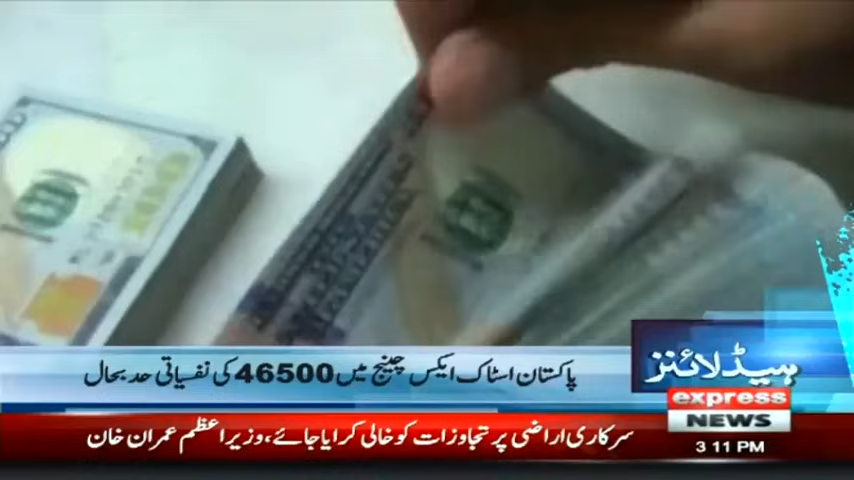 ہیڈلائنز
پاکستان اسٹاک ایکس چینج میں 46500 کی نفسیاتی حد بحال
express
NEWS
سرکاری اراضی پر تجاوزات کو خالی کرایا جائے، وزیراعظم عمران خان
3:11 PM